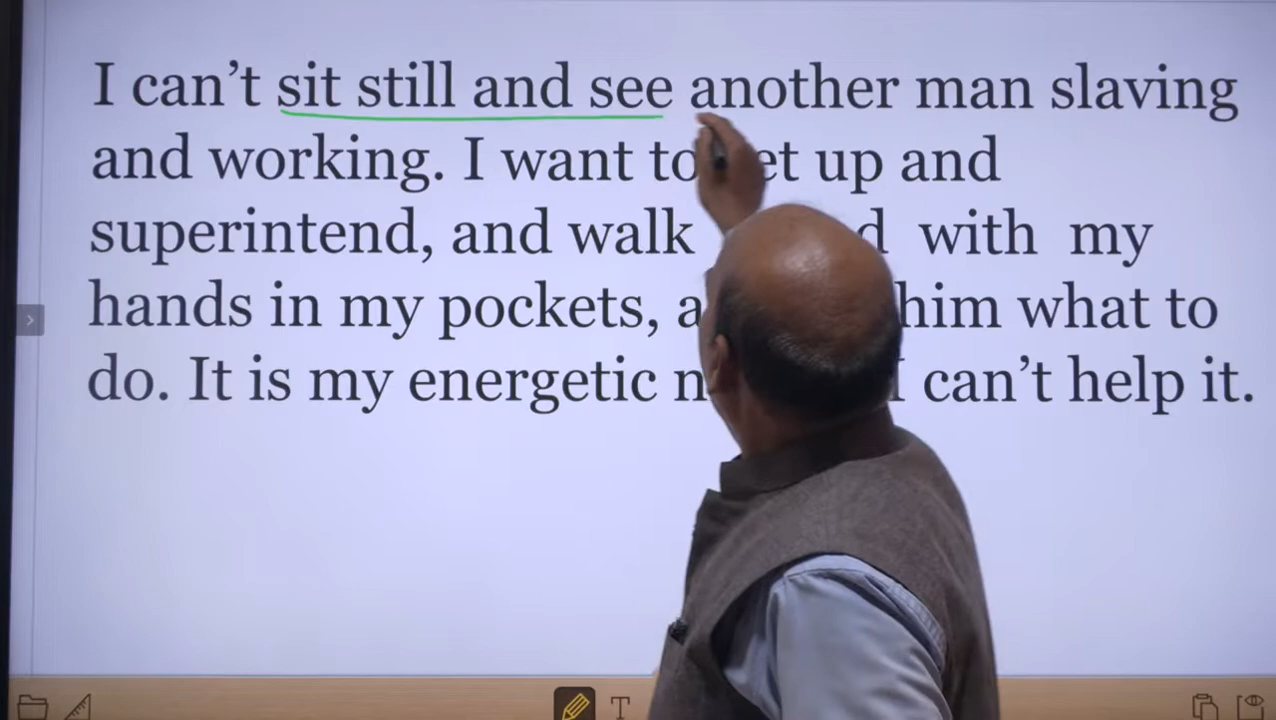 I can't sit still and see another man slaving
and working. I want to up and
superintend, and walk with my
hands in my pockets, him what to
do. It is my energetic can't help it.
T